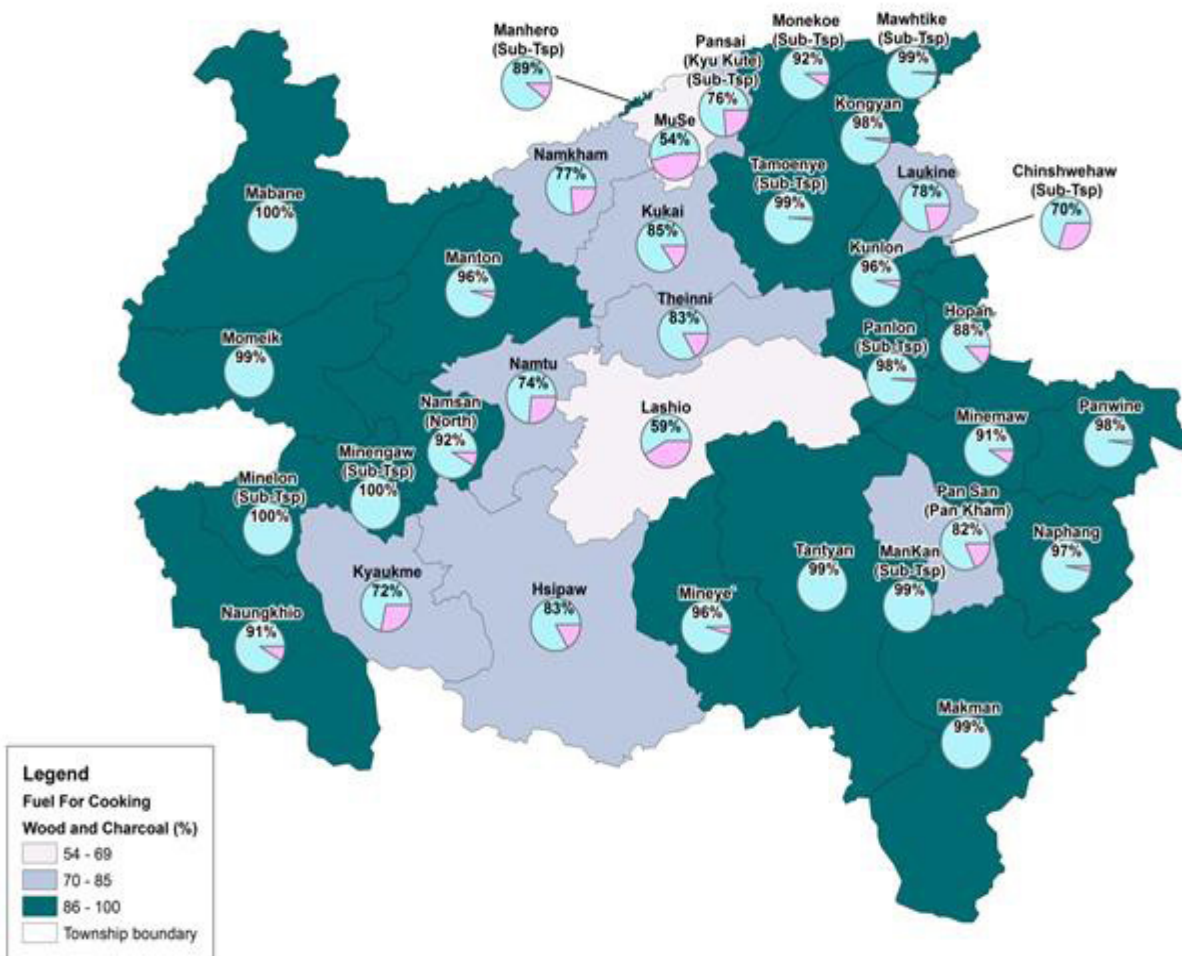 Manhero
(Sub-Tsp)
89%
Pansai
(Kyu Kute)
(Sub-Tsp)
76%
Monekoe
(Sub-Tsp)
92%
Mawhtike
(Sub-Tsp)
99%
MuSe
54%
Kongyan
98%
Namkham
77%
Tamoenye
(Sub-Tsp)
99%
Laukine
78%
Chinshwehaw
(Sub-Tsp)
70%
Mabane
100%
Kukai
85%
Manton
96%
Kunlon
96%
Theinni
83%
Hopan
88%
Panlon
(Sub-Tsp)
98%
Momeik
99%
Namtu
74%
Namsan
(North)
92%
Lashio
59%
Minemaw
91%
Panwine
98%
Minengaw
(Sub-Tsp)
100%
Minelon
(Sub-Tsp)
100%
Pan San
(Pan Kham)
82%
Naphang
97%
Tantyan
99%
ManKan
(Sub-Tsp)
99%
Kyaukme
72%
Hsipaw
83%
Mineye'
96%
Naungkhio
91%
Makman
99%
Legend
Fuel For Cooking
Wood and Charcoal (%)
54 - 69
70 - 85
86 - 100
Township boundary